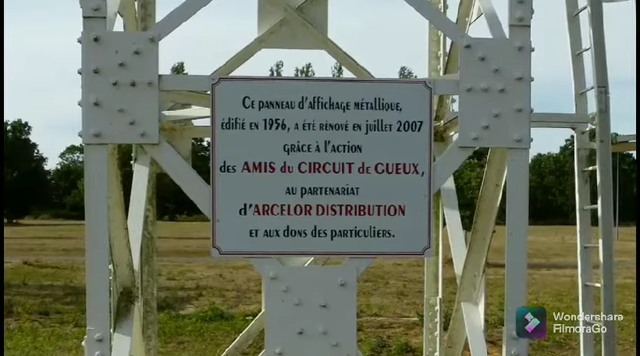 Ce panneau d'affichage métallique,
édifié en 1956, a été rénové en juillet 2007
grâce à l'action
des AMIS du CIRCUIT de GUEUX,
au partenariat
d'ARCELOR DISTRIBUTION
et aux dons des particuliers.
Wondershare
FilmoraGo